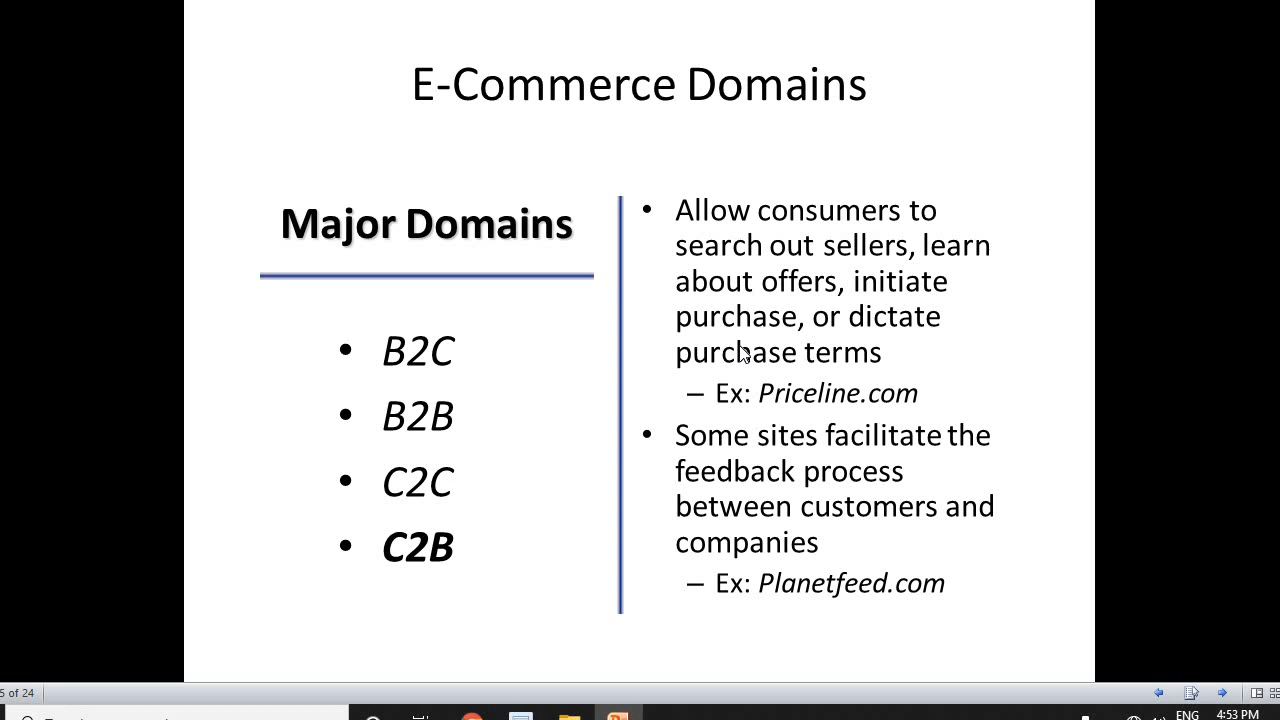 E-Commerce Domains
Major Domains
• B2C
• B2B
• C2C
• C2B
• Allow consumers to
search out sellers, learn
about offers, initiate
purchase, or dictate
purchase terms
– Ex: Priceline.com
• Some sites facilitate the
feedback process
between customers and
companies
– Ex: Planetfeed.com
5 of 24
ENG
4:53 PM